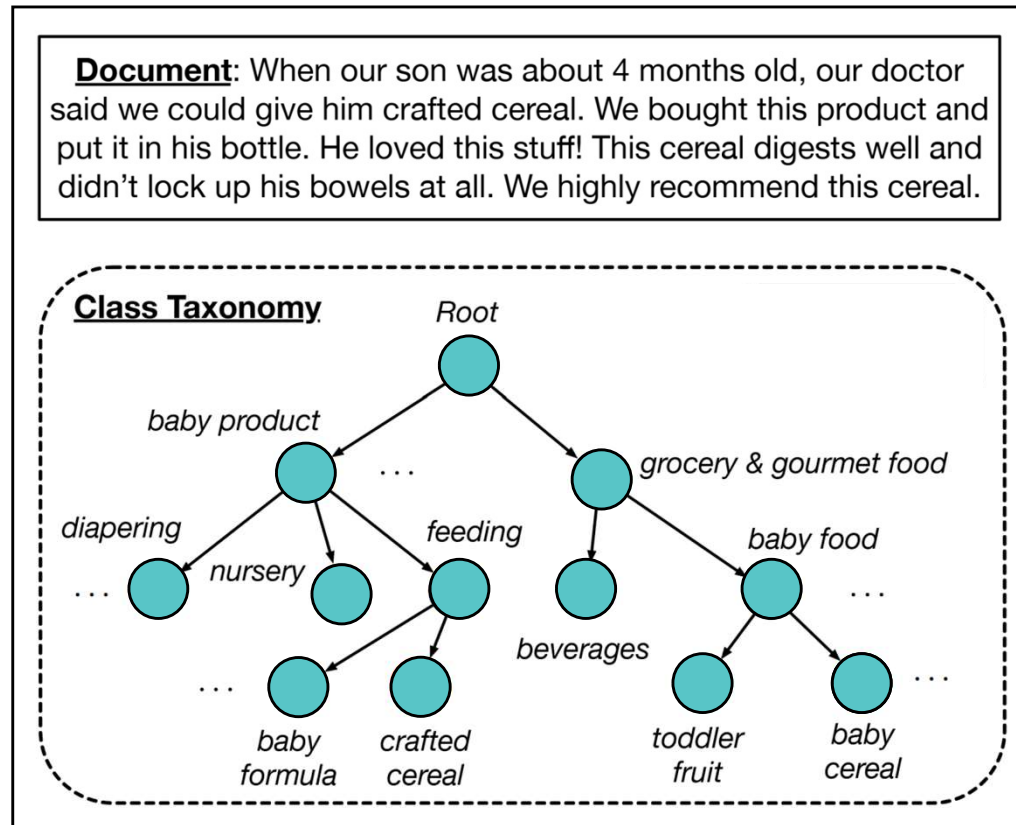 Document: When our son was about 4 months old, our doctor
said we could give him crafted cereal. We bought this product and
put it in his bottle. He loved this stuff! This cereal digests well and
didn’t lock up his bowels at all. We highly recommend this cereal.
Class Taxonomy
Root
baby product
...
grocery & gourmet food
diapering
nursery
feeding
baby food
...
...
beverages
...
...
baby
formula
crafted
cereal
toddler
fruit
baby
cereal